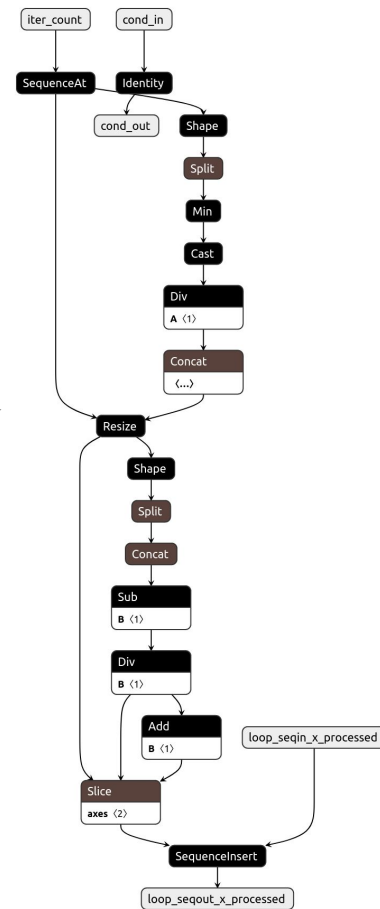 iter_count
cond_in
SequenceAt
Identity
cond_out
Shape
Split
Min
Cast
Div
A ⟨1⟩
Concat
⟨...⟩
Resize
Shape
Split
Concat
Sub
B ⟨1⟩
Div
B ⟨1⟩
Add
B ⟨1⟩
loop_seqin_x_processed
Slice
axes ⟨2⟩
SequenceInsert
loop_seqout_x_processed